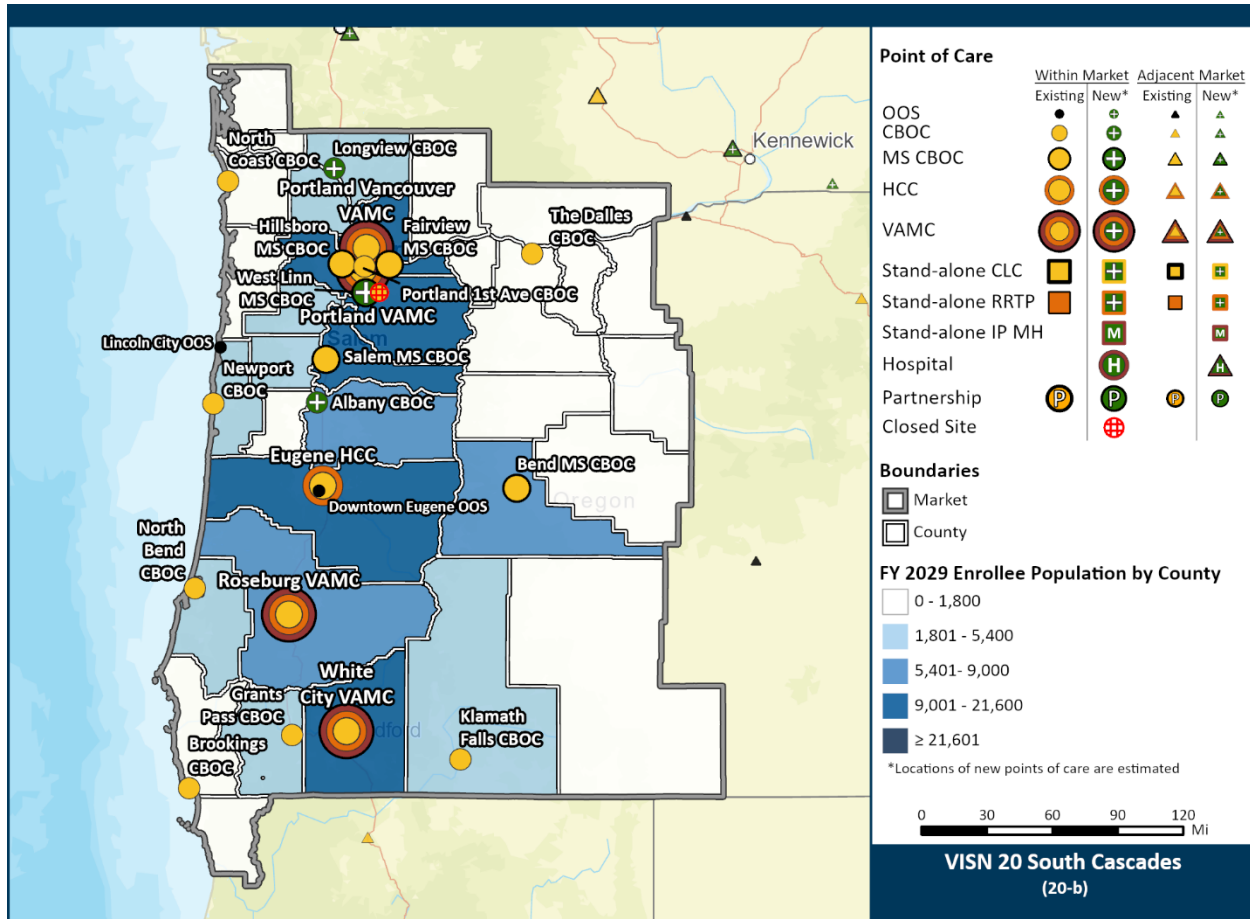 North
Coast CBOC
Longview CBOC
Kennewick
Portland Vancouver
VAMC
Hillsboro
MS CBOC
Fairview
MS CBOC
The Dalles
CBOC
West Linn
MS CBOC
Portland 1st Ave CBOC
Portland VAMC
Salem
Lincoln City OOS
Salem MS CBOC
Newport
CBOC
Albany CBOC
Eugene HCC
Bend MS CBOC
Oregon
Downtown Eugene OOS
North
Bend
CBOC
Roseburg VAMC
White
City VAMC
Grants
Pass CBOC
Klamath
Falls CBOC
Brookings
CBOC
Point of Care
Within Market Adjacent Market
Existing New* Existing New*
OOS
CBOC
MS CBOC
HCC
VAMC
Stand-alone CLC
Stand-alone RRTP
Stand-alone IP MH M M
Hospital H H
Partnership P P P P
Closed Site
Boundaries
Market
County
FY 2029 Enrollee Population by County
0 - 1,800
1,801 - 5,400
5,401- 9,000
9,001 - 21,600
≥ 21,601
*Locations of new points of care are estimated
0 30 60 90 120
Mi
VISN 20 South Cascades
(20-b)